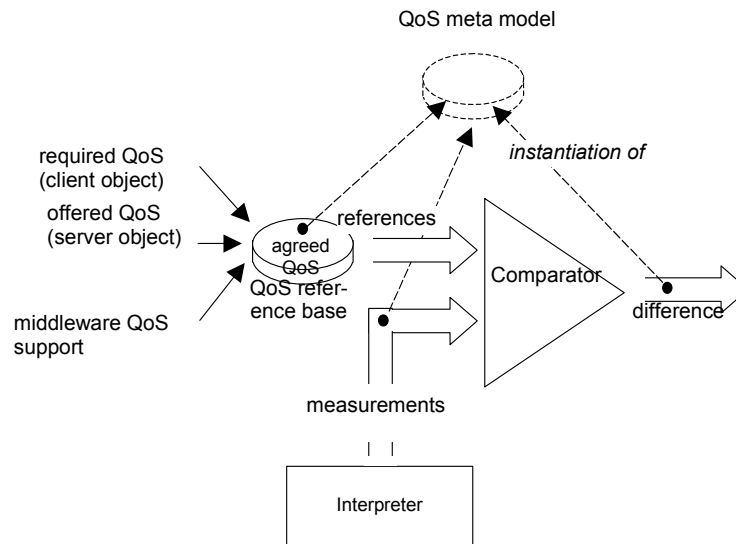 QoS meta model
instantiation of
required QoS
(client object)
offered QoS
(server object)
middleware QoS
support
references
agreed
QoS
QoS refer-
ence base
Comparator
difference
measurements
Interpreter